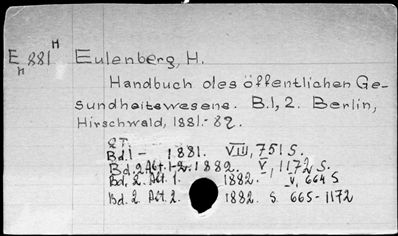 E H 881 H Eulenberg, H.
Handbuch des öffentlichen Ge-
sundheitswesens. B.1,2. Berlin,
Hirschwald, 1881.-82.
Bd. 1 — 1881. VIII, 751 S.
Bd. 2 Abt. 1-2. 1882. V, 1172 S.
Bd. 2. Abt. 1. 1882. V, 664 S
Bd. 2. Abt. 2. 1882. S. 665-1172